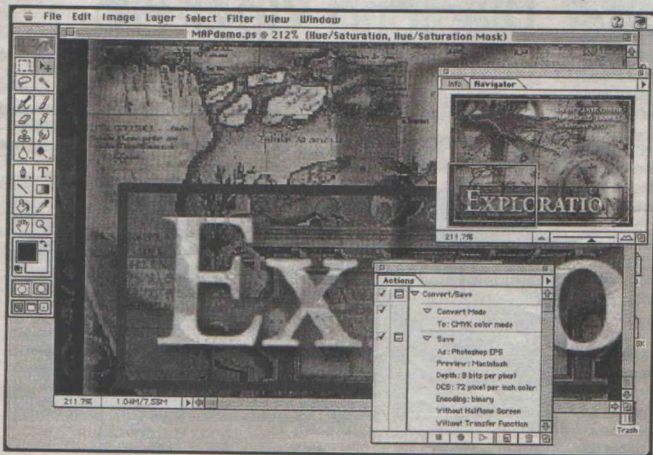 File Edit Image Layer Select Filter View Window
MAPdemo.ps @ 212% (Hue/Saturation, Hue/Saturation Mask)
Info Navigator
EXPLORATION
211.7%
Ex
O
Actions
Convert/Save
Convert Mode
To: CMYK color mode
Save
As: Photoshop EPS
Preview: Macintosh
Depth: 8 bits per pixel
DCS: 72 pixel per inch color
Encoding: binary
Without Halftone Screen
Without Transfer Function
211.7% 1.04M/7.53M
Trash